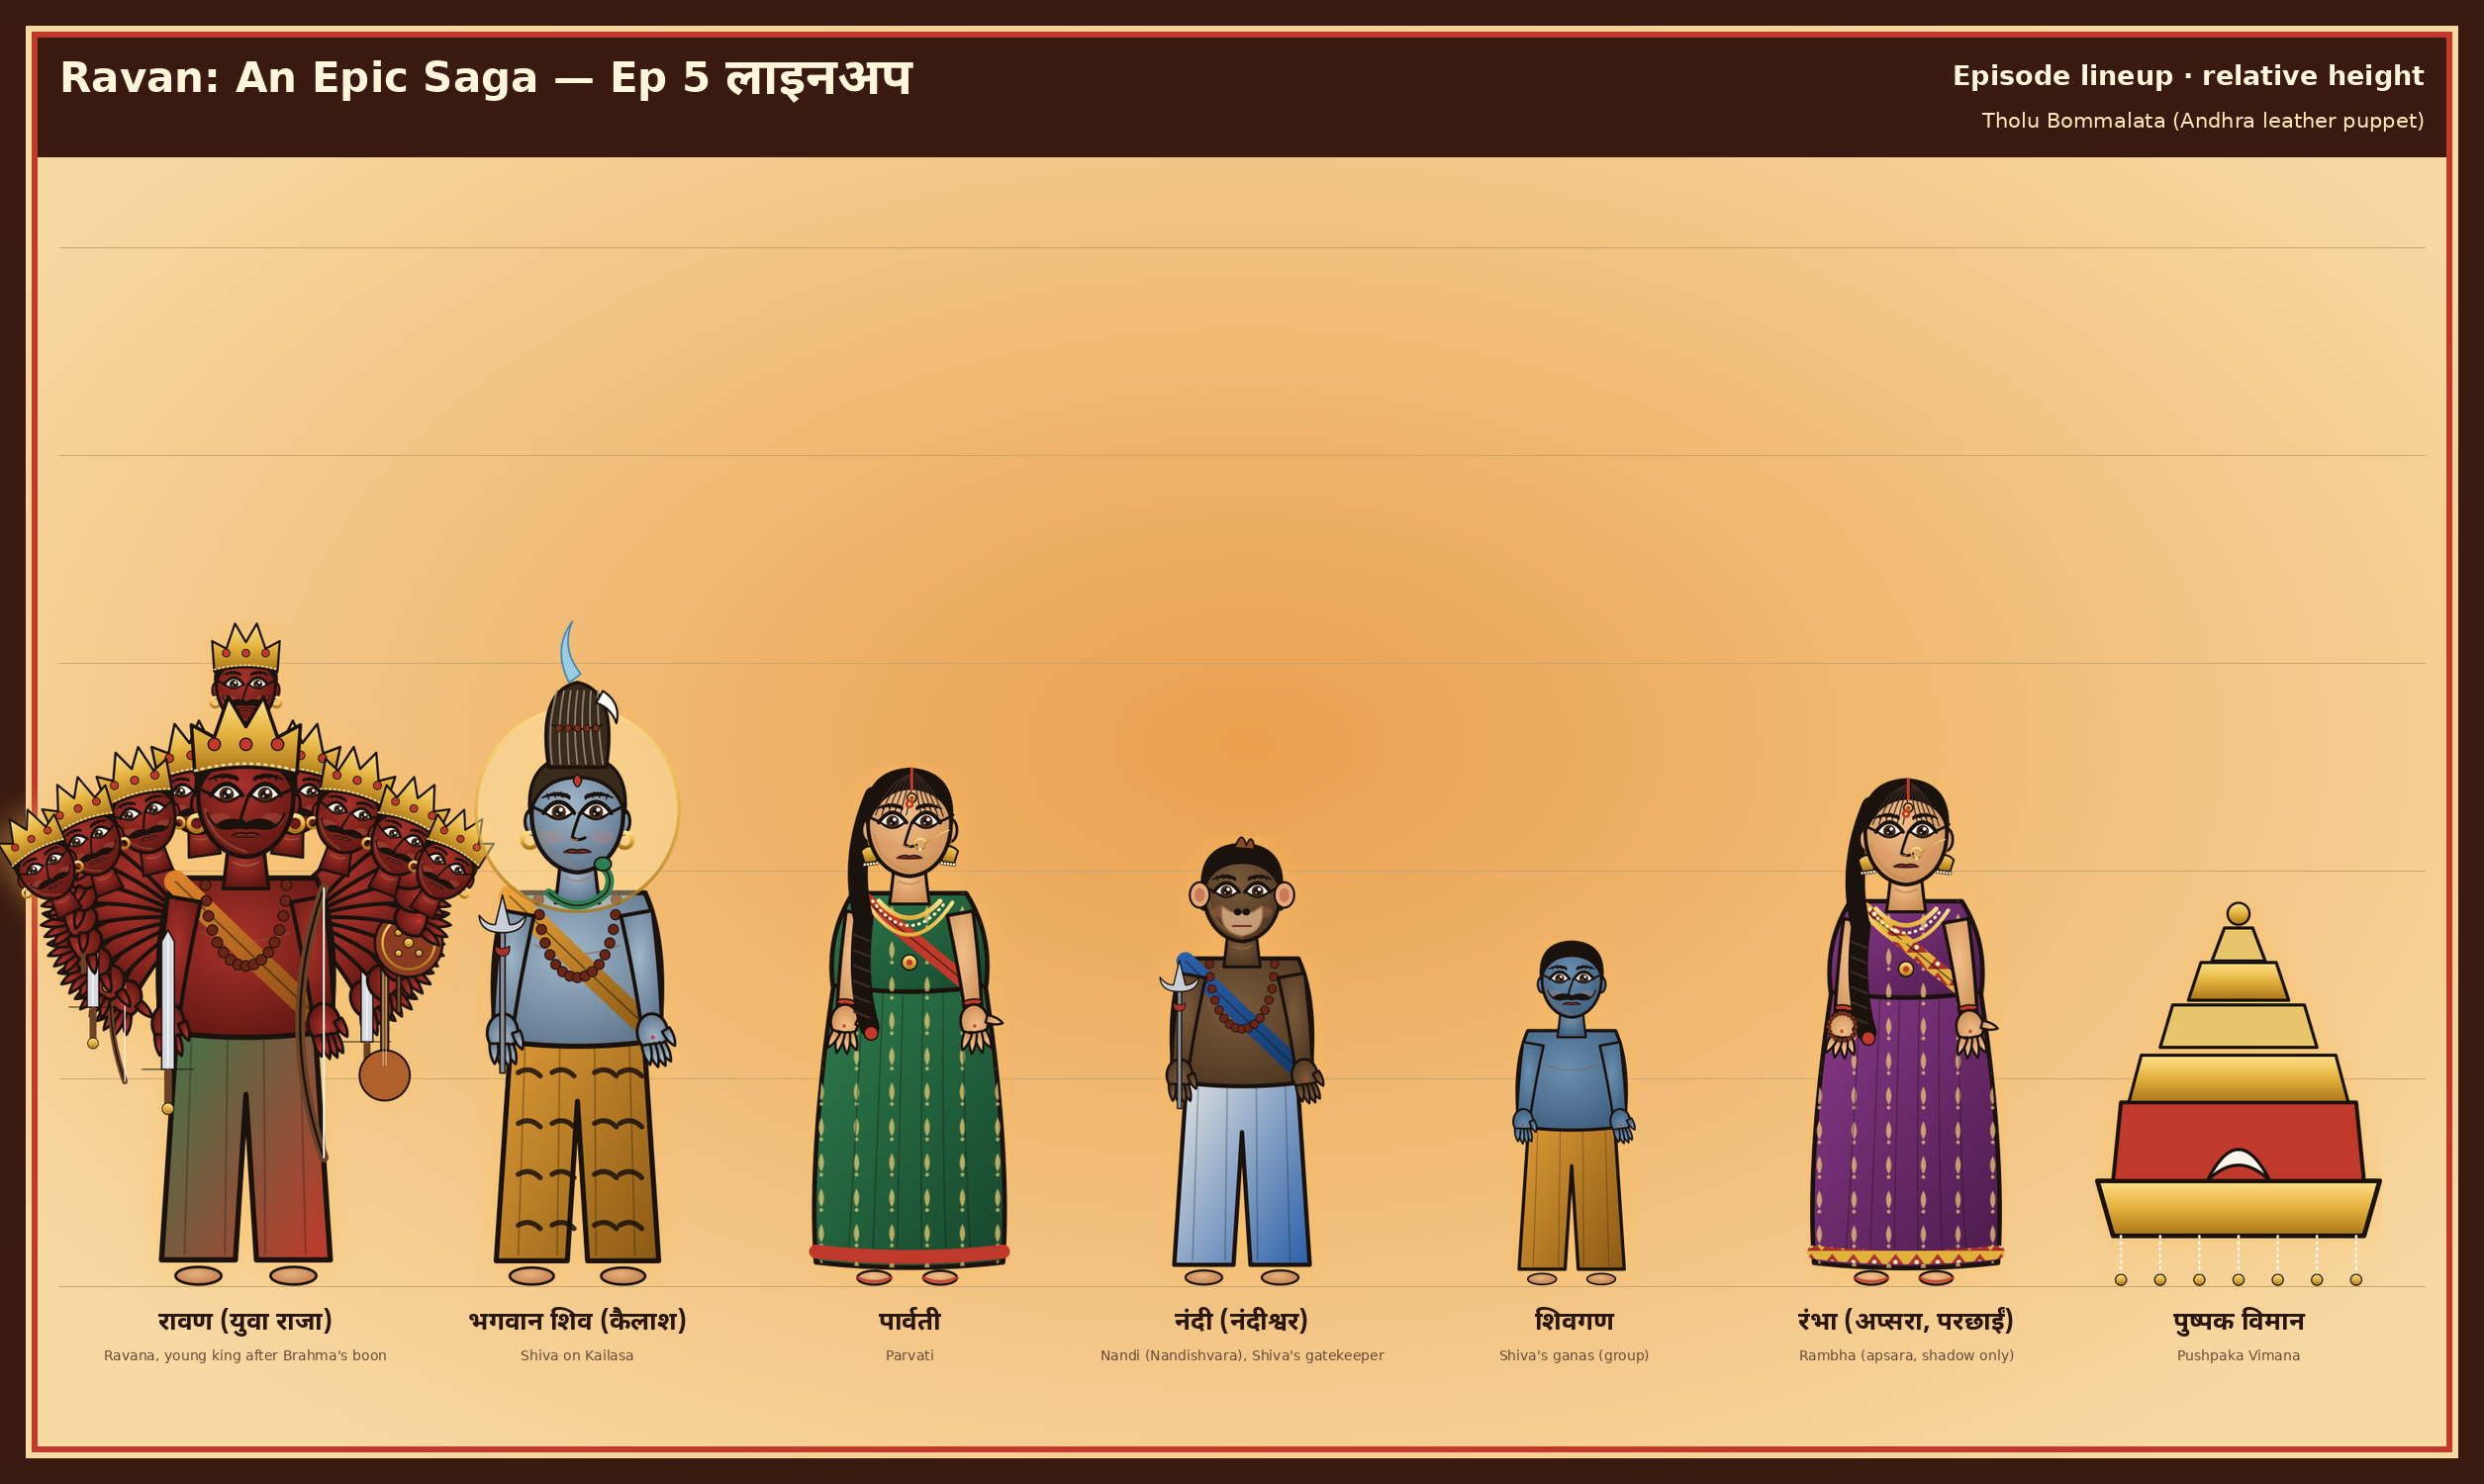 Ravan: An Epic Saga — Ep 5 लाइनअप
Episode lineup · relative height
Tholu Bommalata (Andhra leather puppet)
रावण (युवा राजा)
Ravana, young king after Brahma's boon
भगवान शिव (कैलाश)
Shiva on Kailasa
पार्वती
Parvati
नंदी (नंदीश्वर)
Nandi (Nandishvara), Shiva's gatekeeper
शिवगण
Shiva's ganas (group)
रंभा (अप्सरा, परछाईं)
Rambha (apsara, shadow only)
पुष्पक विमान
Pushpaka Vimana